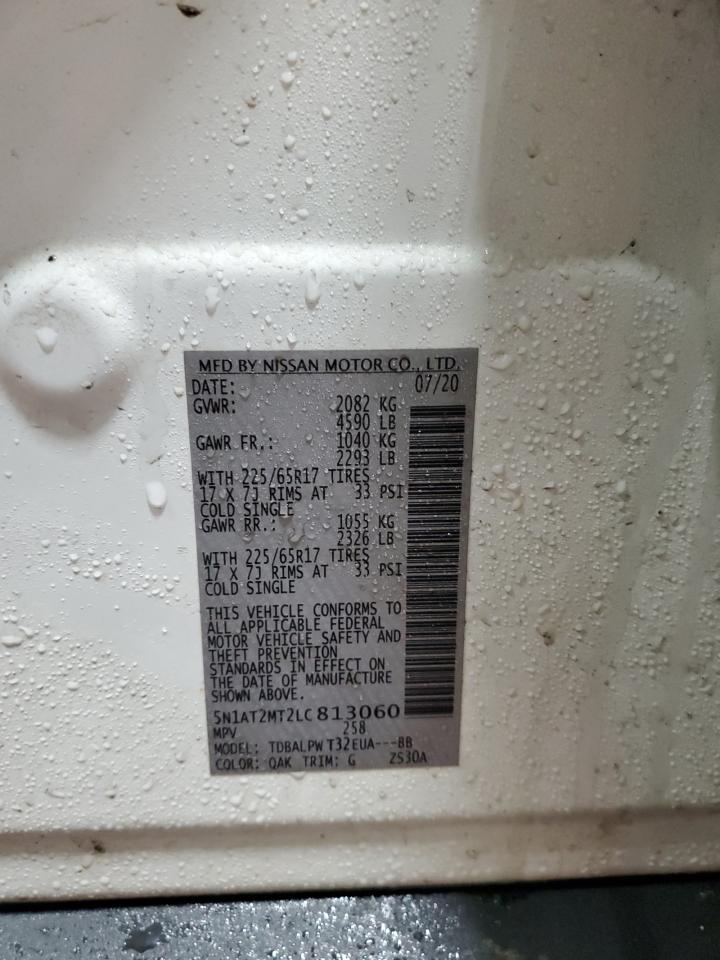 MFD BY NISSAN MOTOR CO., LTD.
DATE: 07/20
GVWR: 2082 KG
4590 LB
GAWR FR.: 1040 KG
2293 LB
WITH 225/65R17 TIRES
17 X 7J RIMS AT 33 PSI
COLD SINGLE
GAWR RR.: 1055 KG
2326 LB
WITH 225/65R17 TIRES
17 X 7J RIMS AT 33 PSI
COLD SINGLE
THIS VEHICLE CONFORMS TO
ALL APPLICABLE FEDERAL
MOTOR VEHICLE SAFETY AND
THEFT PREVENTION
STANDARDS IN EFFECT ON
THE DATE OF MANUFACTURE
SHOWN ABOVE.
5N1AT2MT2LC813060
MPV 258
MODEL: TDBALPW T32EUA---BB
COLOR: QAK TRIM: G ZS30A